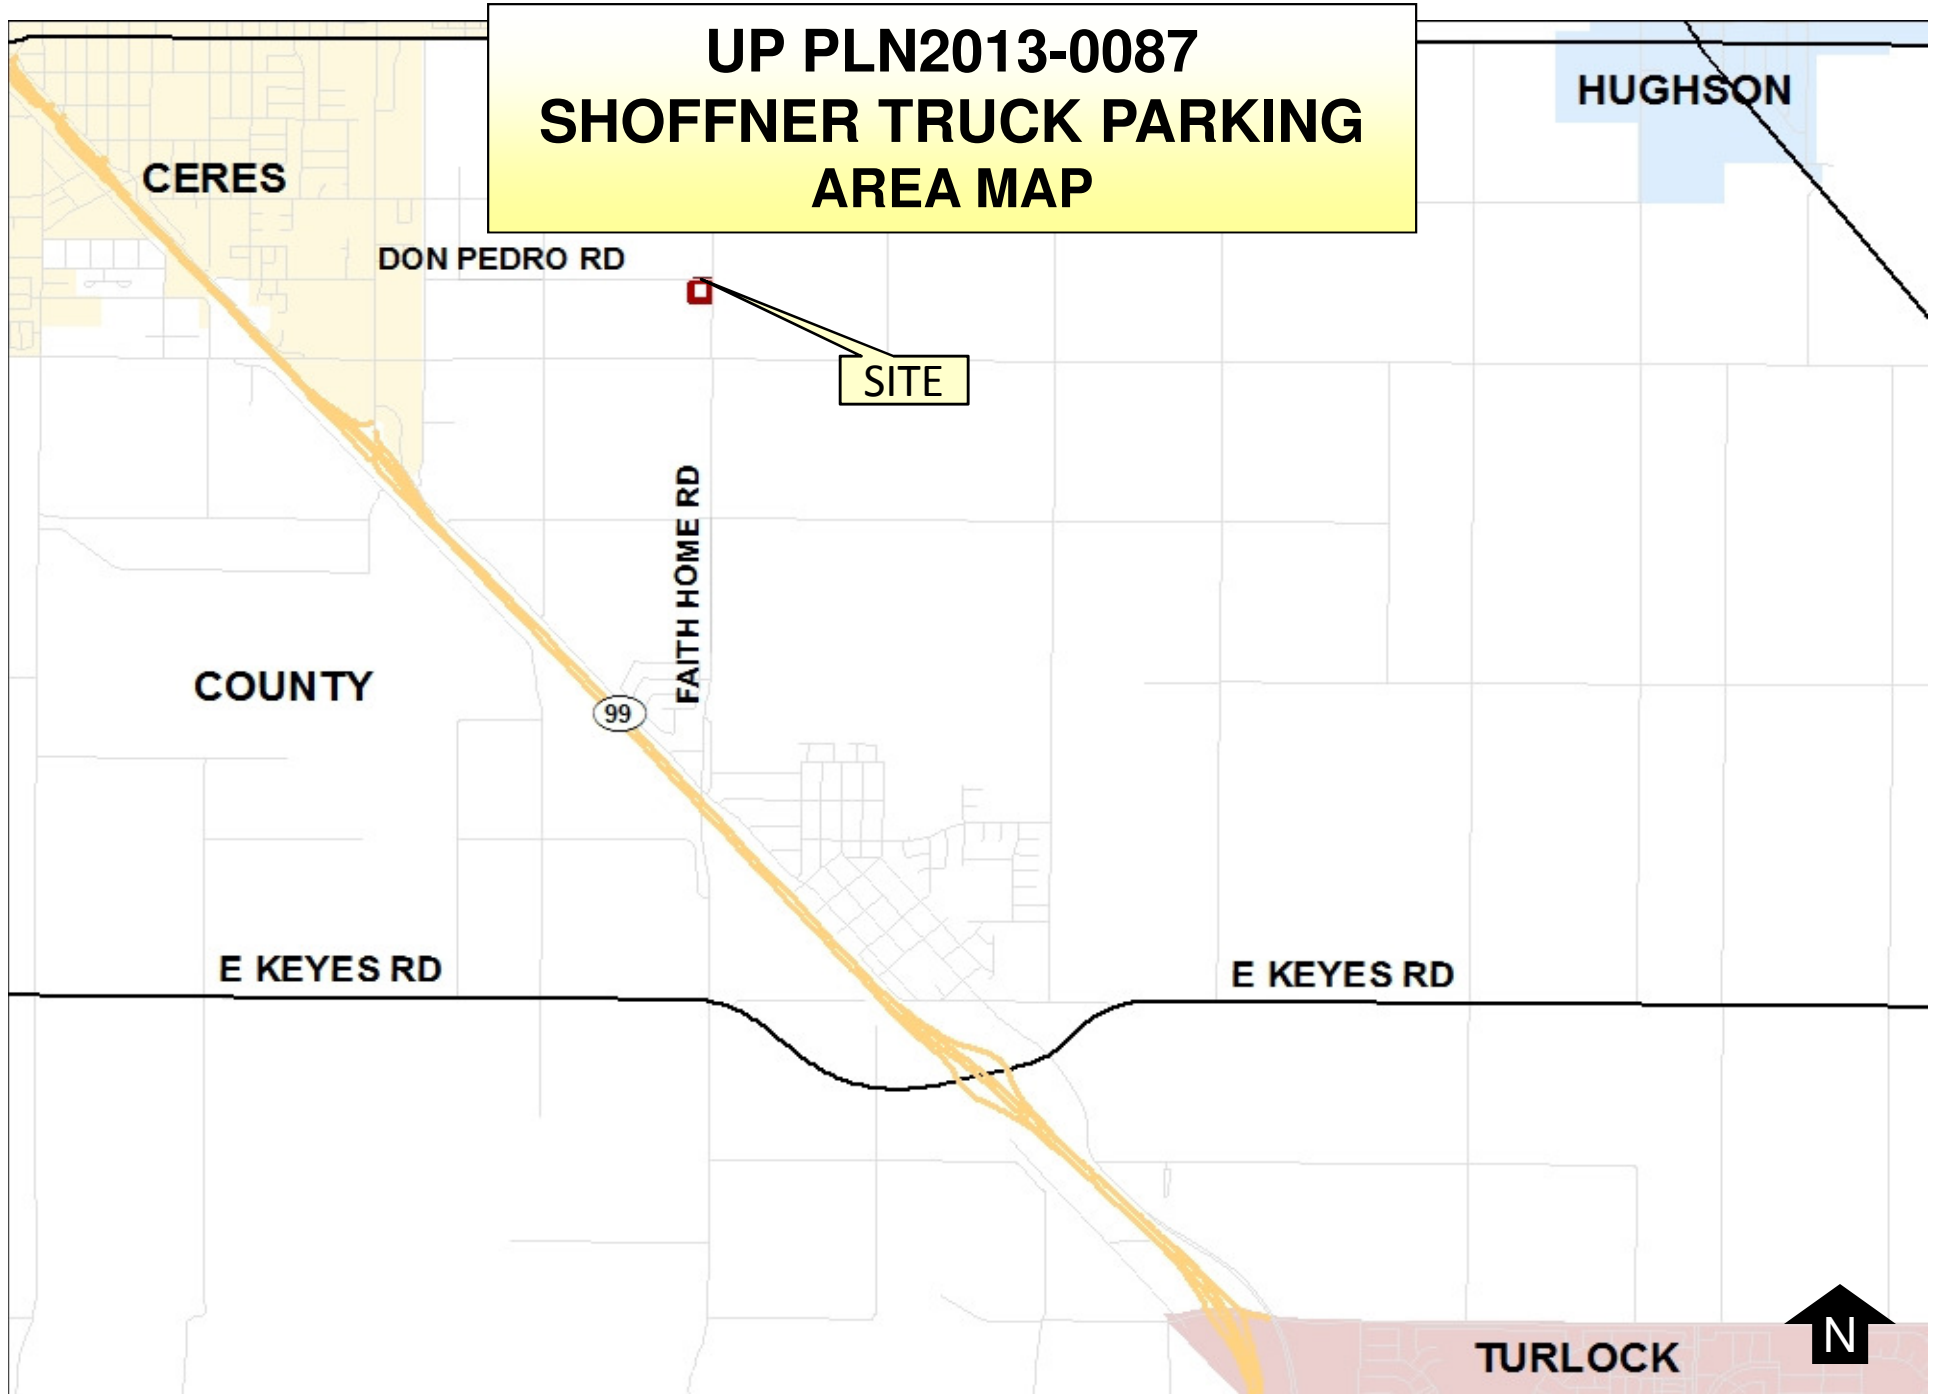 UP PLN2013-0087
SHOFFNER TRUCK PARKING
AREA MAP
HUGHSON
CERES
DON PEDRO RD
SITE
FAITH HOME RD
COUNTY
99
E KEYES RD
E KEYES RD
TURLOCK
N